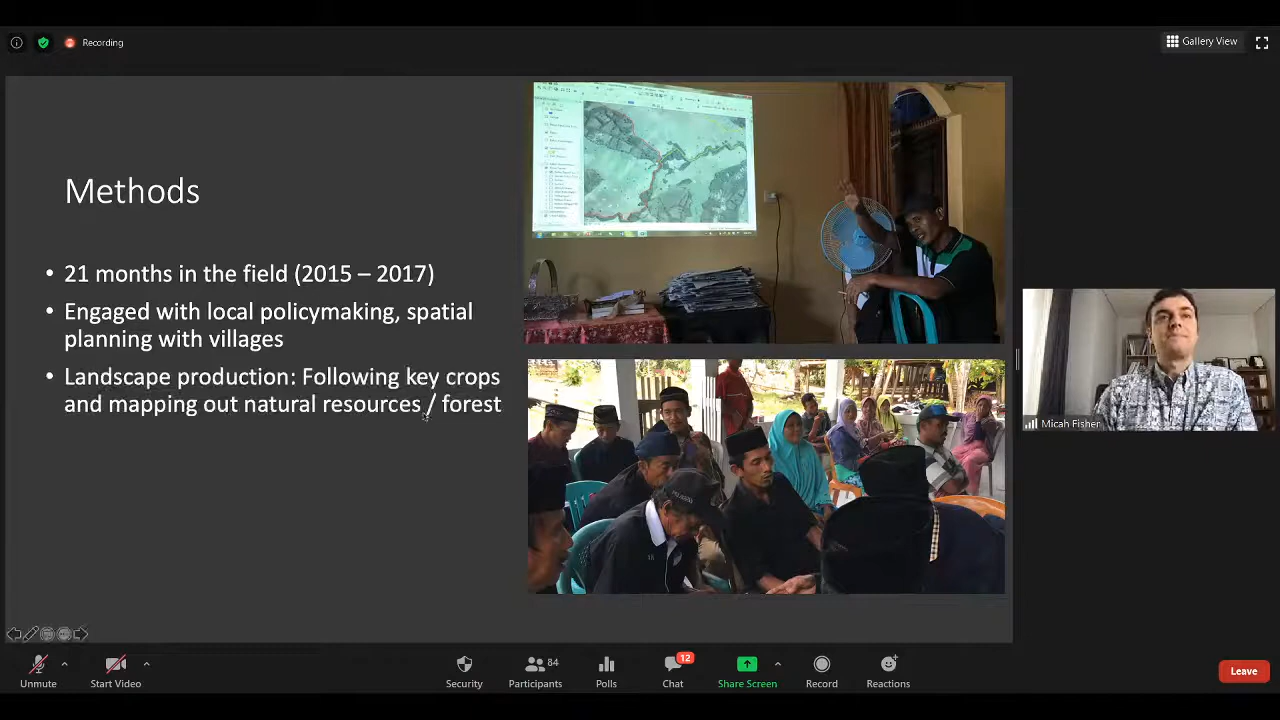 Recording
Gallery View
Methods
• 21 months in the field (2015 – 2017)
• Engaged with local policymaking, spatial
planning with villages
• Landscape production: Following key crops
and mapping out natural resources / forest
Micah Fisher
Unmute
Start Video
Security
84
Participants
Polls
12
Chat
Share Screen
Record
Reactions
Leave